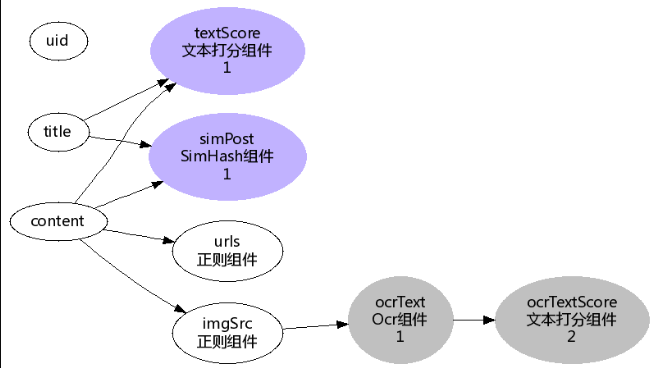 uid
textScore
文本打分组件
1
title
simPost
SimHash组件
1
content
urls
正则组件
imgSrc
正则组件
ocrText
Ocr组件
1
ocrTextScore
文本打分组件
2